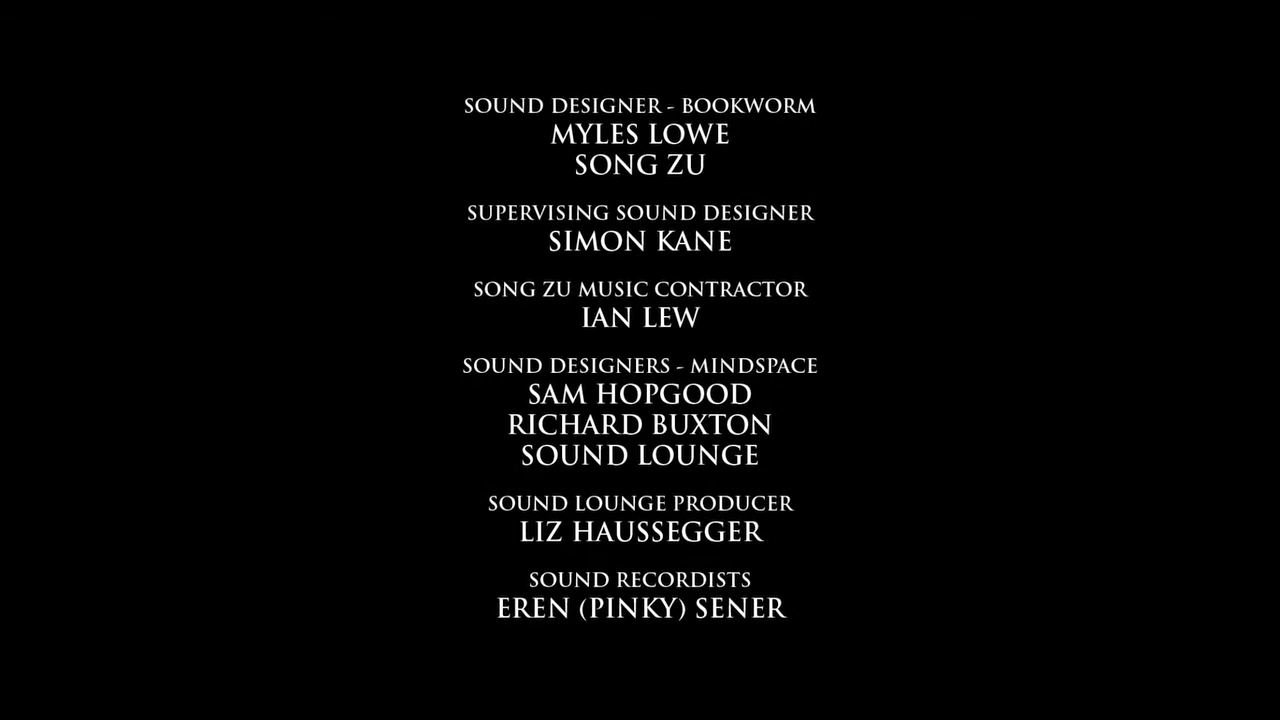 SOUND DESIGNER - BOOKWORM
MYLES LOWE
SONG ZU
SUPERVISING SOUND DESIGNER
SIMON KANE
SONG ZU MUSIC CONTRACTOR
IAN LEW
SOUND DESIGNERS - MINDSPACE
SAM HOPGOOD
RICHARD BUXTON
SOUND LOUNGE
SOUND LOUNGE PRODUCER
LIZ HAUSSEGGER
SOUND RECORDISTS
EREN (PINKY) SENER